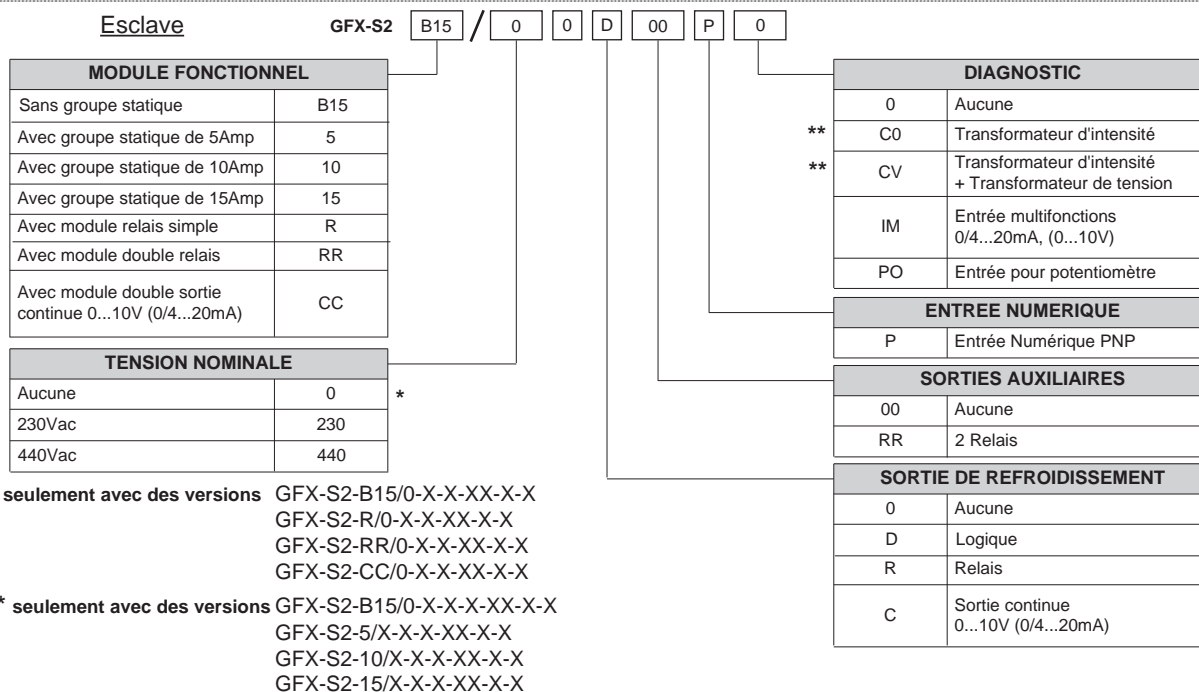 Esclave GFX-S2 B15 / 0 0 D 00 P 0
MODULE FONCTIONNEL
Sans groupe statique B15
Avec groupe statique de 5Amp 5
Avec groupe statique de 10Amp 10
Avec groupe statique de 15Amp 15
Avec module relais simple R
Avec module double relais RR
Avec module double sortie
continue 0...10V (0/4...20mA) CC
TENSION NOMINALE
Aucune 0 *
230Vac 230
440Vac 440
seulement avec des versions GFX-S2-B15/0-X-X-XX-X-X
GFX-S2-R/0-X-X-XX-X-X
GFX-S2-RR/0-X-X-XX-X-X
GFX-S2-CC/0-X-X-XX-X-X
* seulement avec des versions GFX-S2-B15/0-X-X-X-XX-X-X
GFX-S2-5/X-X-X-XX-X-X
GFX-S2-10/X-X-X-XX-X-X
GFX-S2-15/X-X-X-XX-X-X
DIAGNOSTIC
0 Aucune
** C0 Transformateur d'intensité
** CV Transformateur d'intensité
+ Transformateur de tension
IM Entrée multifonctions
0/4...20mA, (0...10V)
PO Entrée pour potentiomètre
ENTREE NUMERIQUE
P Entrée Numérique PNP
SORTIES AUXILIAIRES
00 Aucune
RR 2 Relais
SORTIE DE REFROIDISSEMENT
0 Aucune
D Logique
R Relais
C Sortie continue
0...10V (0/4...20mA)